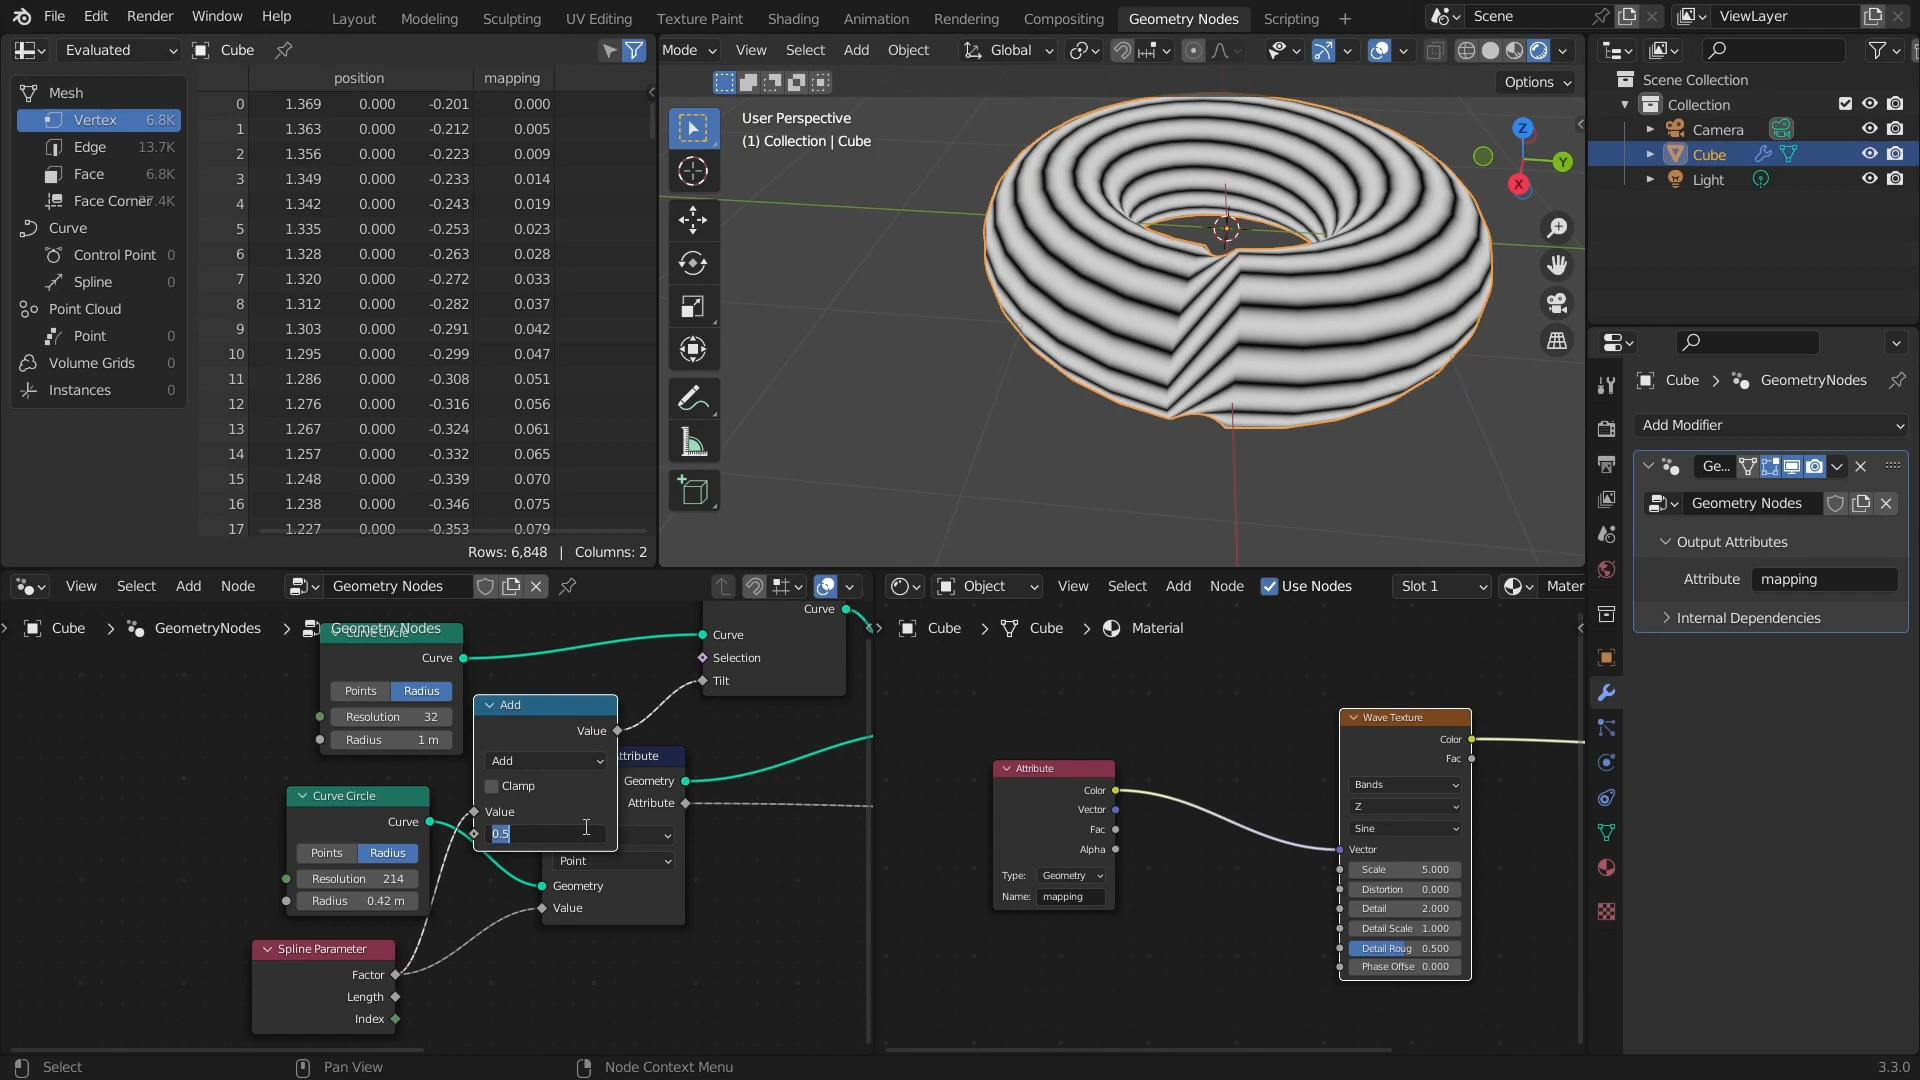 File Edit Render Window Help Layout Modeling Sculpting UV Editing Texture Paint Shading Animation Rendering Compositing Geometry Nodes Scripting + Scene ViewLayer
Evaluated Cube
Mode View Select Add Object Global
Options
position mapping
Mesh
Vertex 6.8K
Edge 13.7K
Face 6.8K
Face Corner 27.4K
Curve
Control Point 0
Spline 0
Point Cloud
Point 0
Volume Grids 0
Instances 0
0 1.369 0.000 -0.201 0.000
1 1.363 0.000 -0.212 0.005
2 1.356 0.000 -0.223 0.009
3 1.349 0.000 -0.233 0.014
4 1.342 0.000 -0.243 0.019
5 1.335 0.000 -0.253 0.023
6 1.328 0.000 -0.263 0.028
7 1.320 0.000 -0.272 0.033
8 1.312 0.000 -0.282 0.037
9 1.303 0.000 -0.291 0.042
10 1.295 0.000 -0.299 0.047
11 1.286 0.000 -0.308 0.051
12 1.276 0.000 -0.316 0.056
13 1.267 0.000 -0.324 0.061
14 1.257 0.000 -0.332 0.065
15 1.248 0.000 -0.339 0.070
16 1.238 0.000 -0.346 0.075
17 1.227 0.000 -0.353 0.079
Rows: 6,848 | Columns: 2
User Perspective
(1) Collection | Cube
Z
Y
X
Scene Collection
Collection
Camera
Cube
Light
Cube > GeometryNodes
Add Modifier
Ge...
Geometry Nodes
Output Attributes
Attribute mapping
Internal Dependencies
View Select Add Node Geometry Nodes
Cube > GeometryNodes > Geometry Nodes
Curve Circle
Curve
Points Radius
Resolution 32
Radius 1 m
Curve
Curve
Selection
Tilt
Add
Value
Add
Clamp
Value
0.5
ttribute
Geometry
Attribute
Point
Geometry
Value
Curve Circle
Curve
Points Radius
Resolution 214
Radius 0.42 m
Spline Parameter
Factor
Length
Index
Object View Select Add Node Use Nodes Slot 1 Mater
Cube > Cube > Material
Attribute
Color
Vector
Fac
Alpha
Type: Geometry
Name: mapping
Wave Texture
Color
Fac
Bands
Z
Sine
Vector
Scale 5.000
Distortion 0.000
Detail 2.000
Detail Scale 1.000
Detail Roug 0.500
Phase Offse 0.000
Select Pan View Node Context Menu 3.3.0